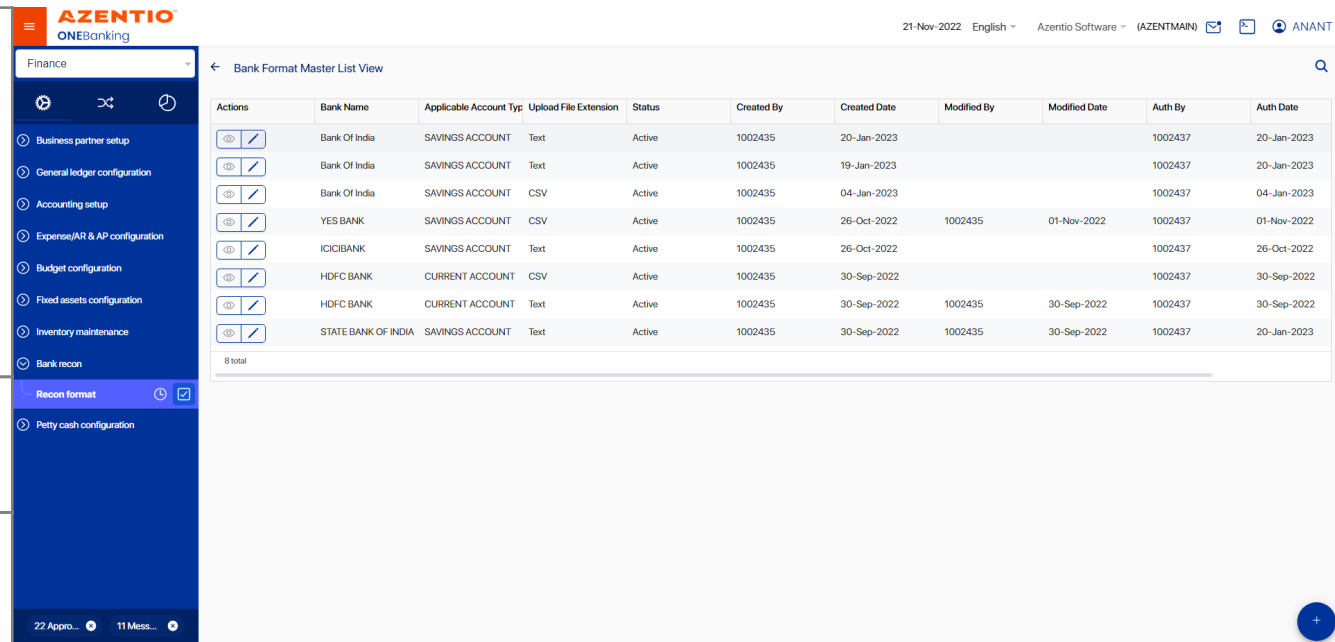 AZENTIO
ONEBanking
21-Nov-2022 English Azentio Software (AZENTMAIN) ANANT
Finance
Bank Format Master List View
Actions Bank Name Applicable Account Typ Upload File Extension Status Created By Created Date Modified By Modified Date Auth By Auth Date
Bank Of India SAVINGS ACCOUNT Text Active 1002435 20-Jan-2023 1002437 20-Jan-2023
Bank Of India SAVINGS ACCOUNT Text Active 1002435 19-Jan-2023 1002437 20-Jan-2023
Bank Of India SAVINGS ACCOUNT CSV Active 1002435 04-Jan-2023 1002437 04-Jan-2023
YES BANK SAVINGS ACCOUNT CSV Active 1002435 26-Oct-2022 1002435 01-Nov-2022 1002437 01-Nov-2022
ICICIBANK SAVINGS ACCOUNT Text Active 1002435 26-Oct-2022 1002437 26-Oct-2022
HDFC BANK CURRENT ACCOUNT CSV Active 1002435 30-Sep-2022 1002437 30-Sep-2022
HDFC BANK CURRENT ACCOUNT Text Active 1002435 30-Sep-2022 1002435 30-Sep-2022 1002437 30-Sep-2022
STATE BANK OF INDIA SAVINGS ACCOUNT Text Active 1002435 30-Sep-2022 1002435 30-Sep-2022 1002437 20-Jan-2023
8 total
Business partner setup
General ledger configuration
Accounting setup
Expense/AR & AP configuration
Budget configuration
Fixed assets configuration
Inventory maintenance
Bank recon
Recon format
Petty cash configuration
22 Appro... 11 Mess...